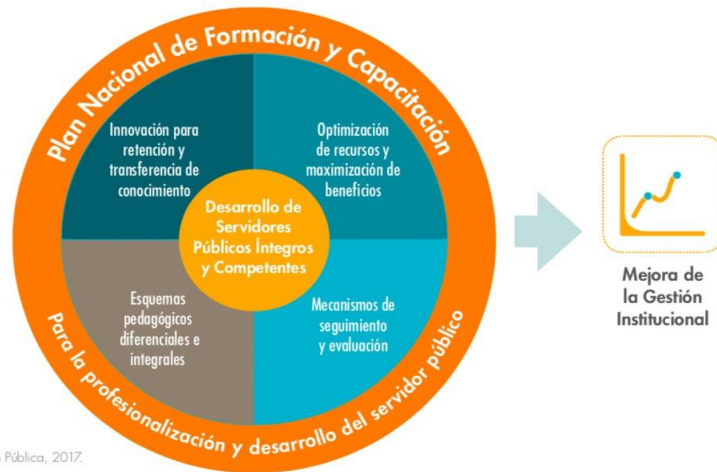 Plan Nacional de Formación y Capacitación
Innovación para
retención y
transferencia de
conocimiento
Optimización
de recursos y
maximización de
beneficios
Desarrollo de
Servidores
Públicos Íntegros
y Competentes
Esquemas
pedagógicos
diferenciales e
integrales
Mecanismos de
seguimiento
y evaluación
Para la profesionalización y desarrollo del servidor público
Mejora de
la Gestión
Institucional
Pública, 2017.